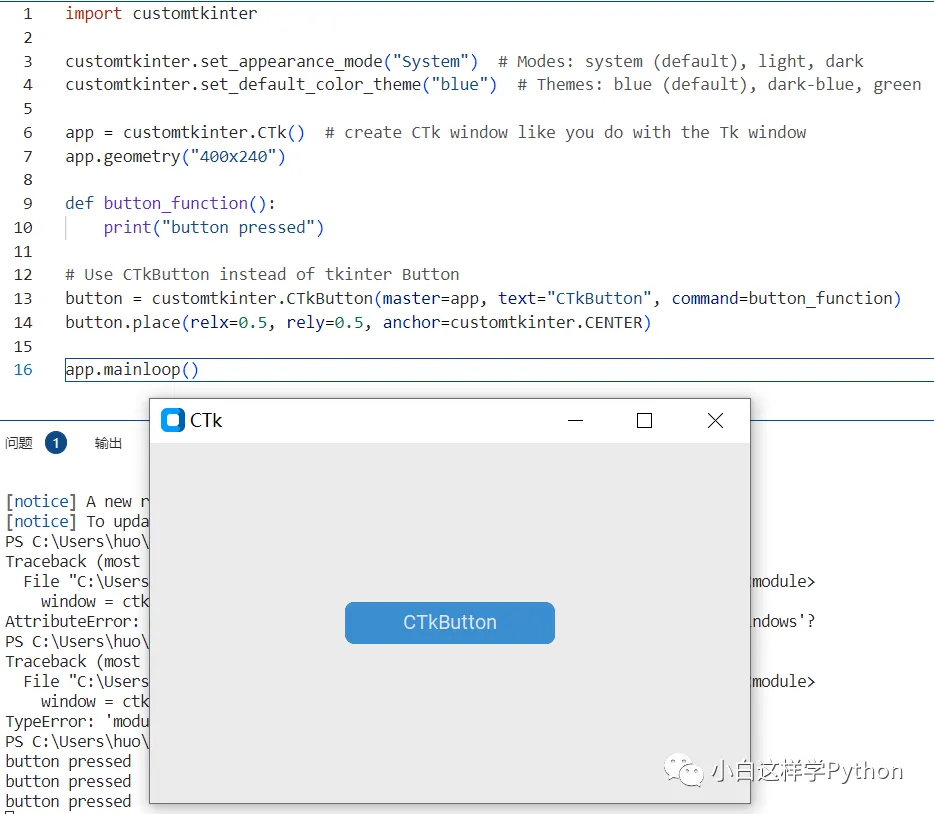 1 import customtkinter
2
3 customtkinter.set_appearance_mode("System")  # Modes: system (default), light, dark
4 customtkinter.set_default_color_theme("blue")  # Themes: blue (default), dark-blue, green
5
6 app = customtkinter.CTk()  # create CTk window like you do with the Tk window
7 app.geometry("400x240")
8
9 def button_function():
10     print("button pressed")
11
12 # Use CTkButton instead of tkinter Button
13 button = customtkinter.CTkButton(master=app, text="CTkButton", command=button_function)
14 button.place(relx=0.5, rely=0.5, anchor=customtkinter.CENTER)
15
16 app.mainloop()
CTk
问题 1 输出
[notice] A new r
[notice] To upda
PS C:\Users\huo\
Traceback (most
File "C:\Users module>
window = ctk
AttributeError: ndows'?
PS C:\Users\huo\
Traceback (most
File "C:\Users module>
window = ctk
TypeError: 'modu
PS C:\Users\huo\
button pressed
button pressed
button pressed
CTkButton
小白这样学Python